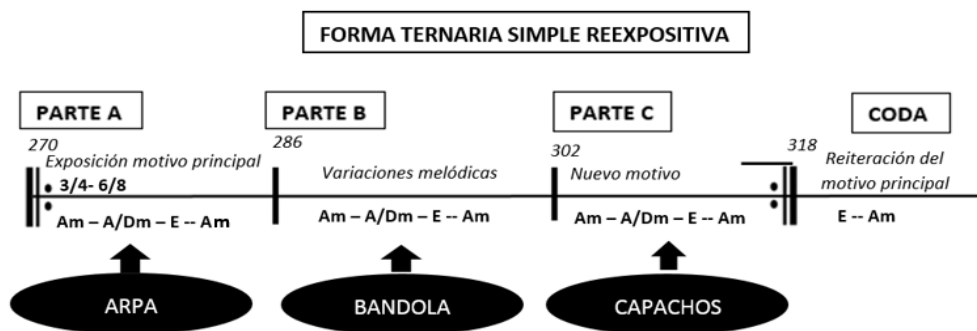 FORMA TERNARIA SIMPLE REEXPOSITIVA
PARTE A
PARTE B
PARTE C
CODA
270
286
302
318
Exposición motivo principal
Variaciones melódicas
Nuevo motivo
Reiteración del
motivo principal
3/4- 6/8
Am – A/Dm – E -- Am
Am – A/Dm – E -- Am
Am – A/Dm – E -- Am
E -- Am
ARPA
BANDOLA
CAPACHOS